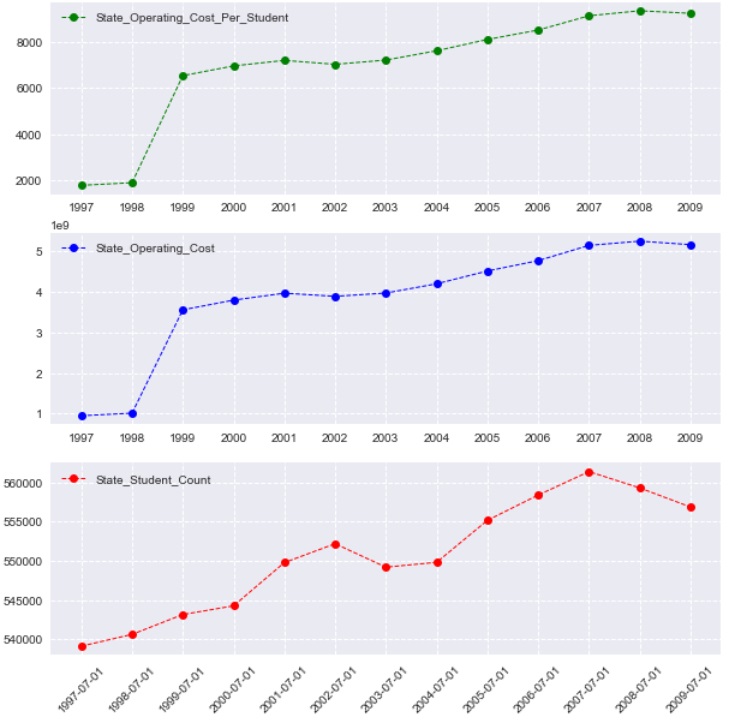 State_Operating_Cost_Per_Student
8000
6000
4000
2000
1997 1998 1999 2000 2001 2002 2003 2004 2005 2006 2007 2008 2009
1e9
State_Operating_Cost
5
4
3
2
1
1997 1998 1999 2000 2001 2002 2003 2004 2005 2006 2007 2008 2009
State_Student_Count
560000
555000
550000
545000
540000
1997-07-01 1998-07-01 1999-07-01 2000-07-01 2001-07-01 2002-07-01 2003-07-01 2004-07-01 2005-07-01 2006-07-01 2007-07-01 2008-07-01 2009-07-01